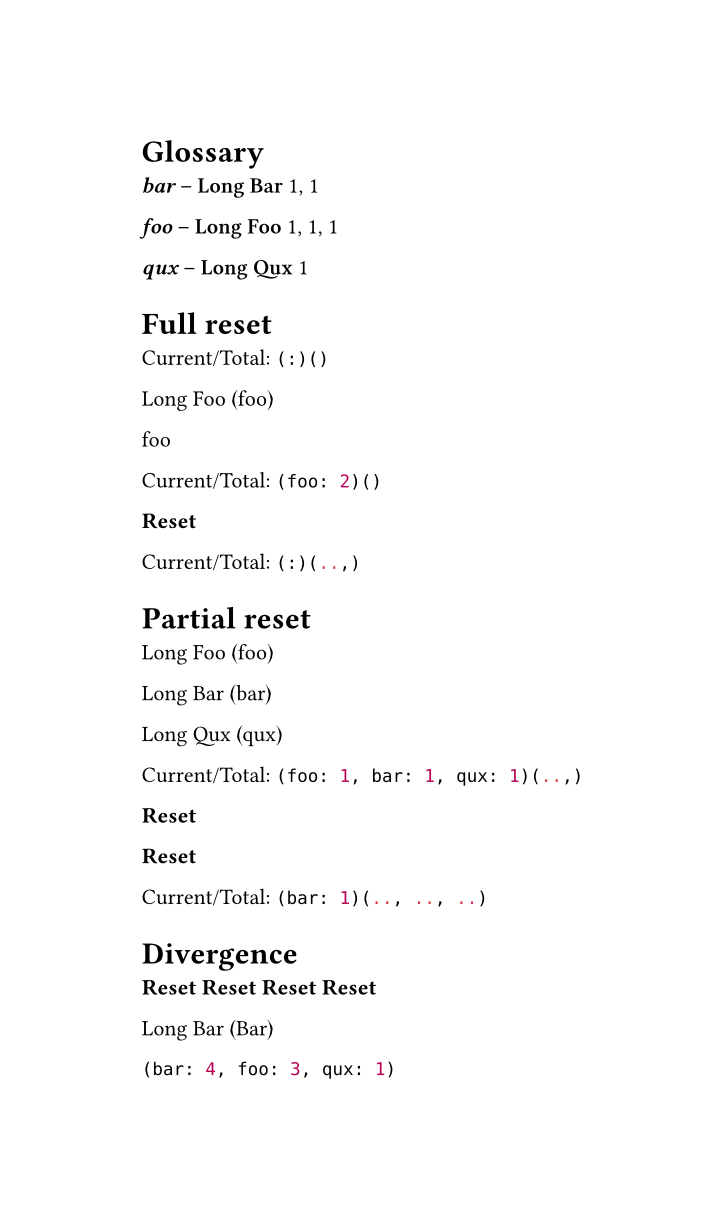 Glossary
bar – Long Bar 1, 1
foo – Long Foo 1, 1, 1
qux – Long Qux 1
Full reset
Current/Total: (:)()
Long Foo (foo)
foo
Current/Total: (foo: 2)()
Reset
Current/Total: (:)(..,)
Partial reset
Long Foo (foo)
Long Bar (bar)
Long Qux (qux)
Current/Total: (foo: 1, bar: 1, qux: 1)(..,)
Reset
Reset
Current/Total: (bar: 1)(.., .., ..)
Divergence
Reset Reset Reset Reset
Long Bar (Bar)
(bar: 4, foo: 3, qux: 1)